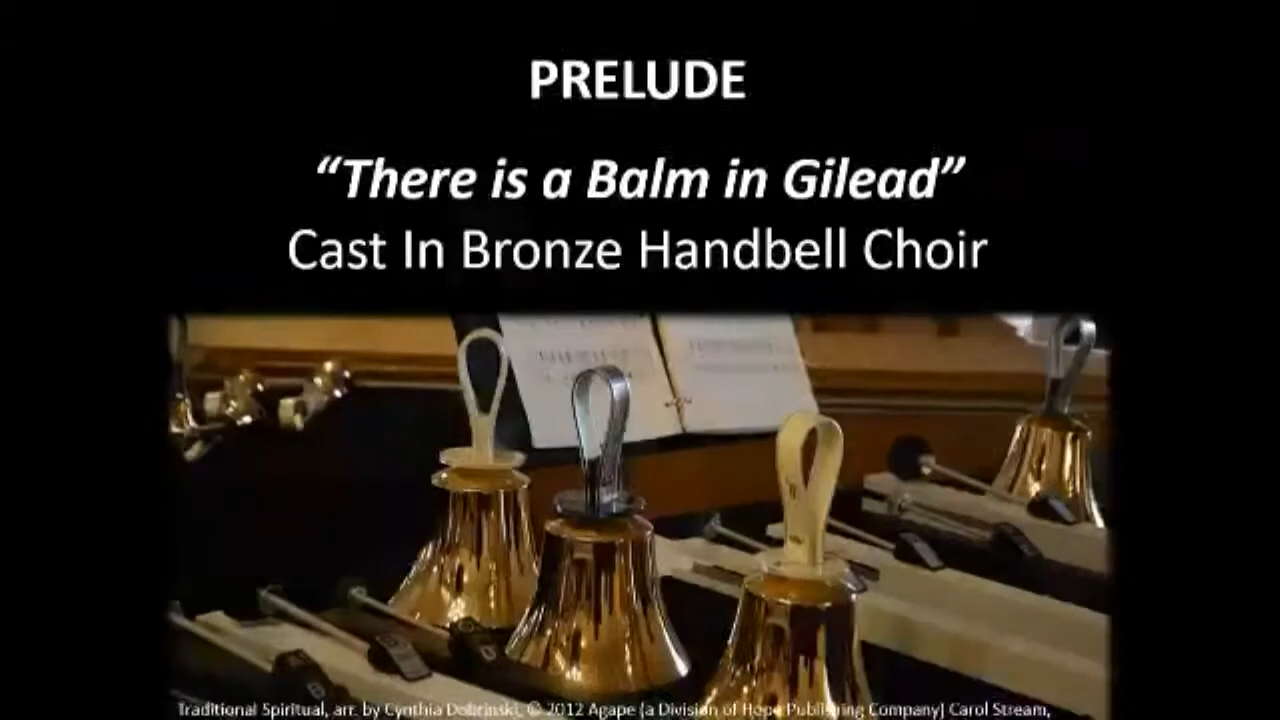 PRELUDE
“There is a Balm in Gilead”
Cast In Bronze Handbell Choir
Traditional Spiritual, arr. by Cynthia Dobrinski, © 2012 Agape (a Division of Hope Publishing Company) Carol Stream,